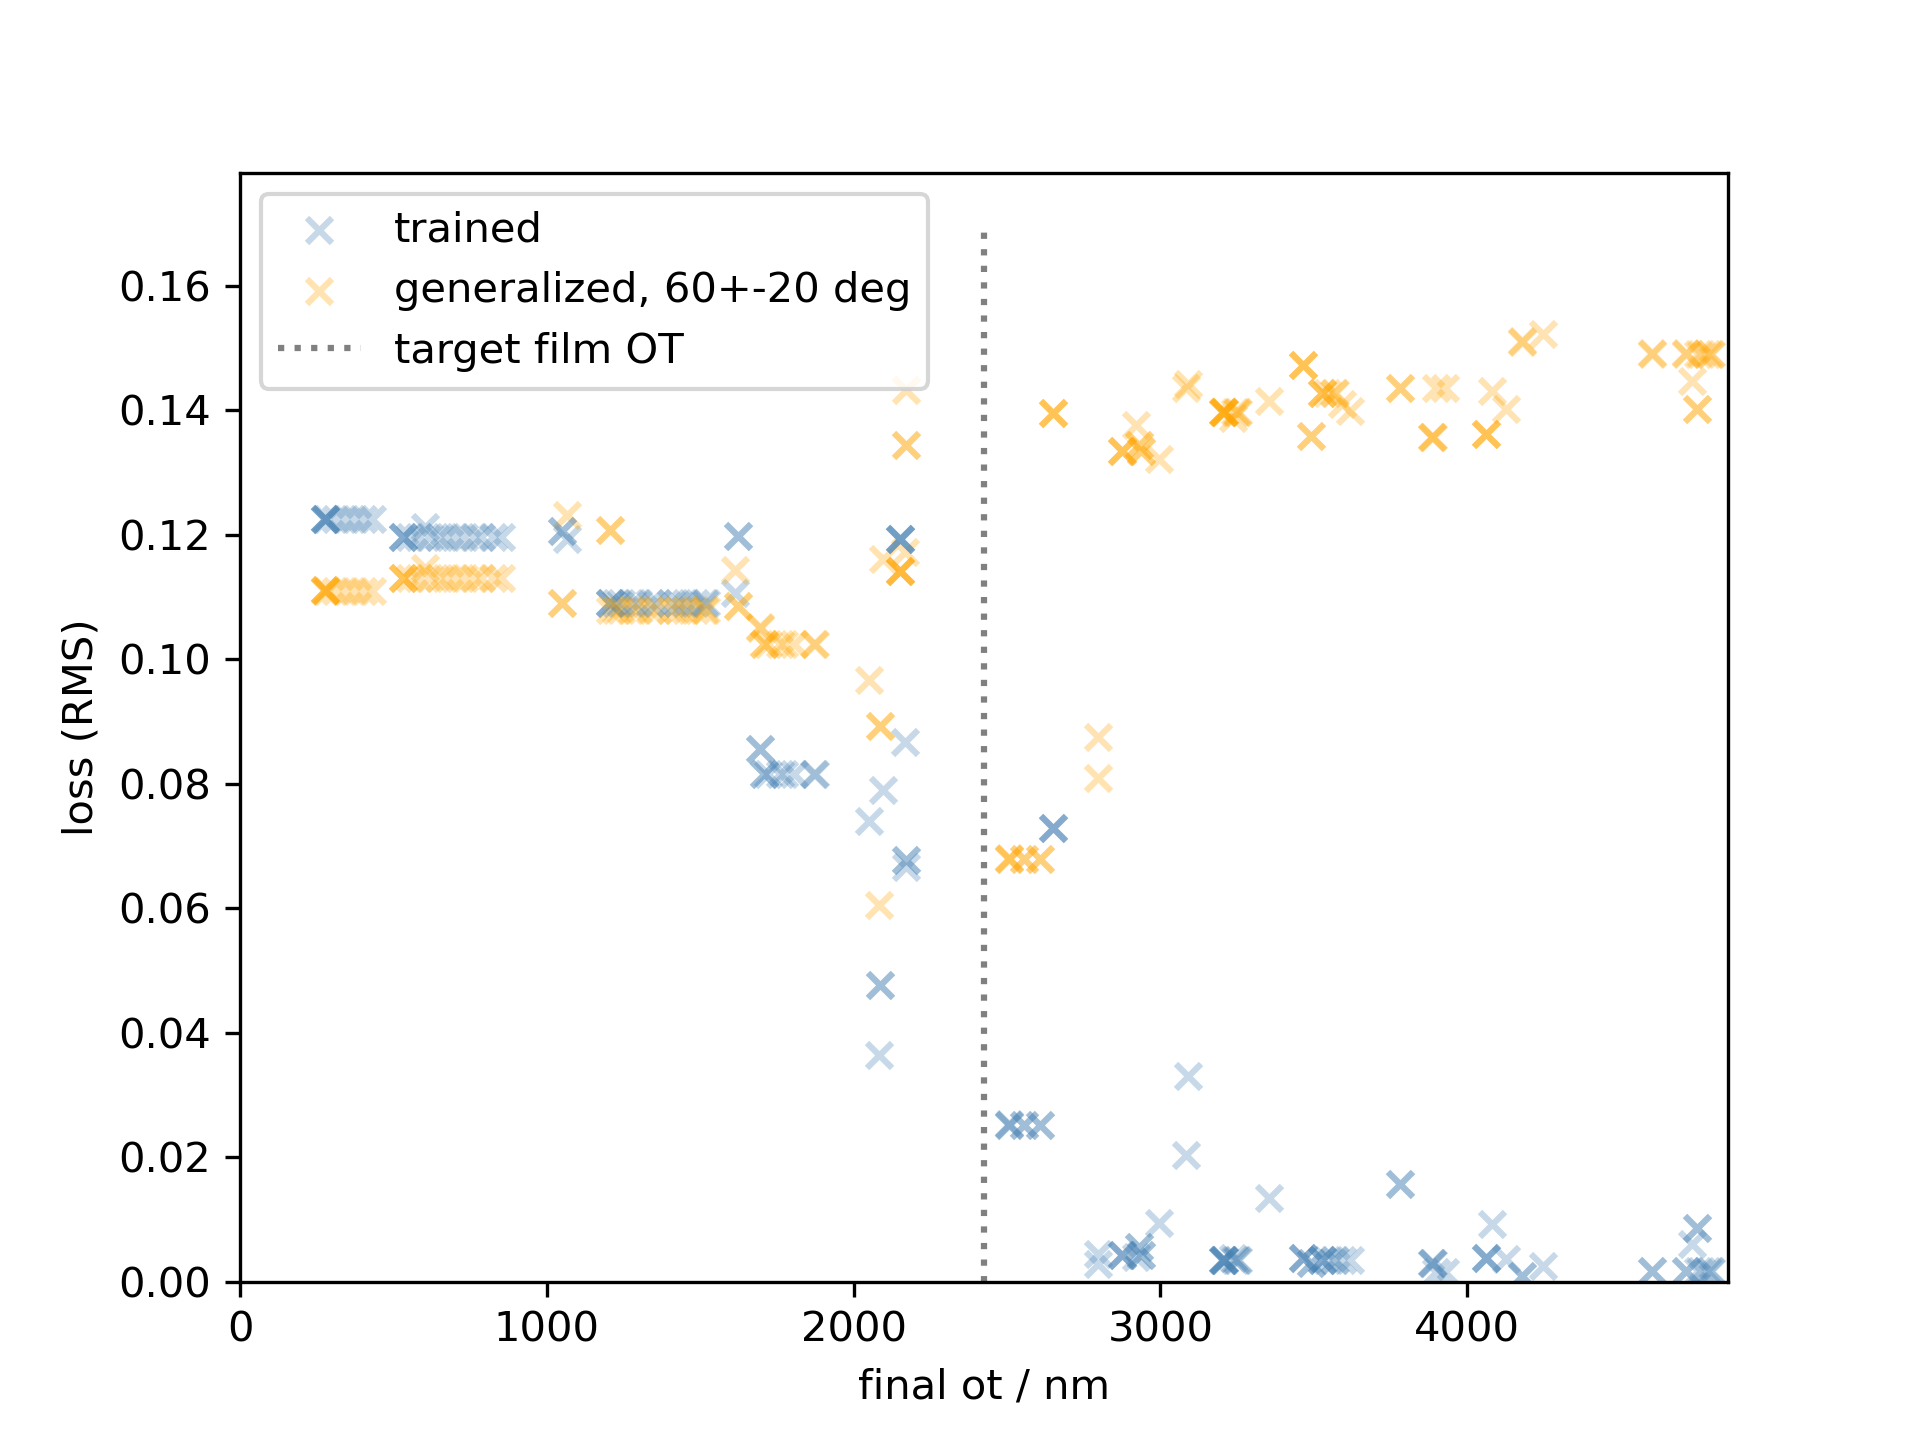 trained
generalized, 60+-20 deg
target film OT
0.16
0.14
0.12
0.10
0.08
0.06
0.04
0.02
0.00
loss (RMS)
0 1000 2000 3000 4000
final ot / nm